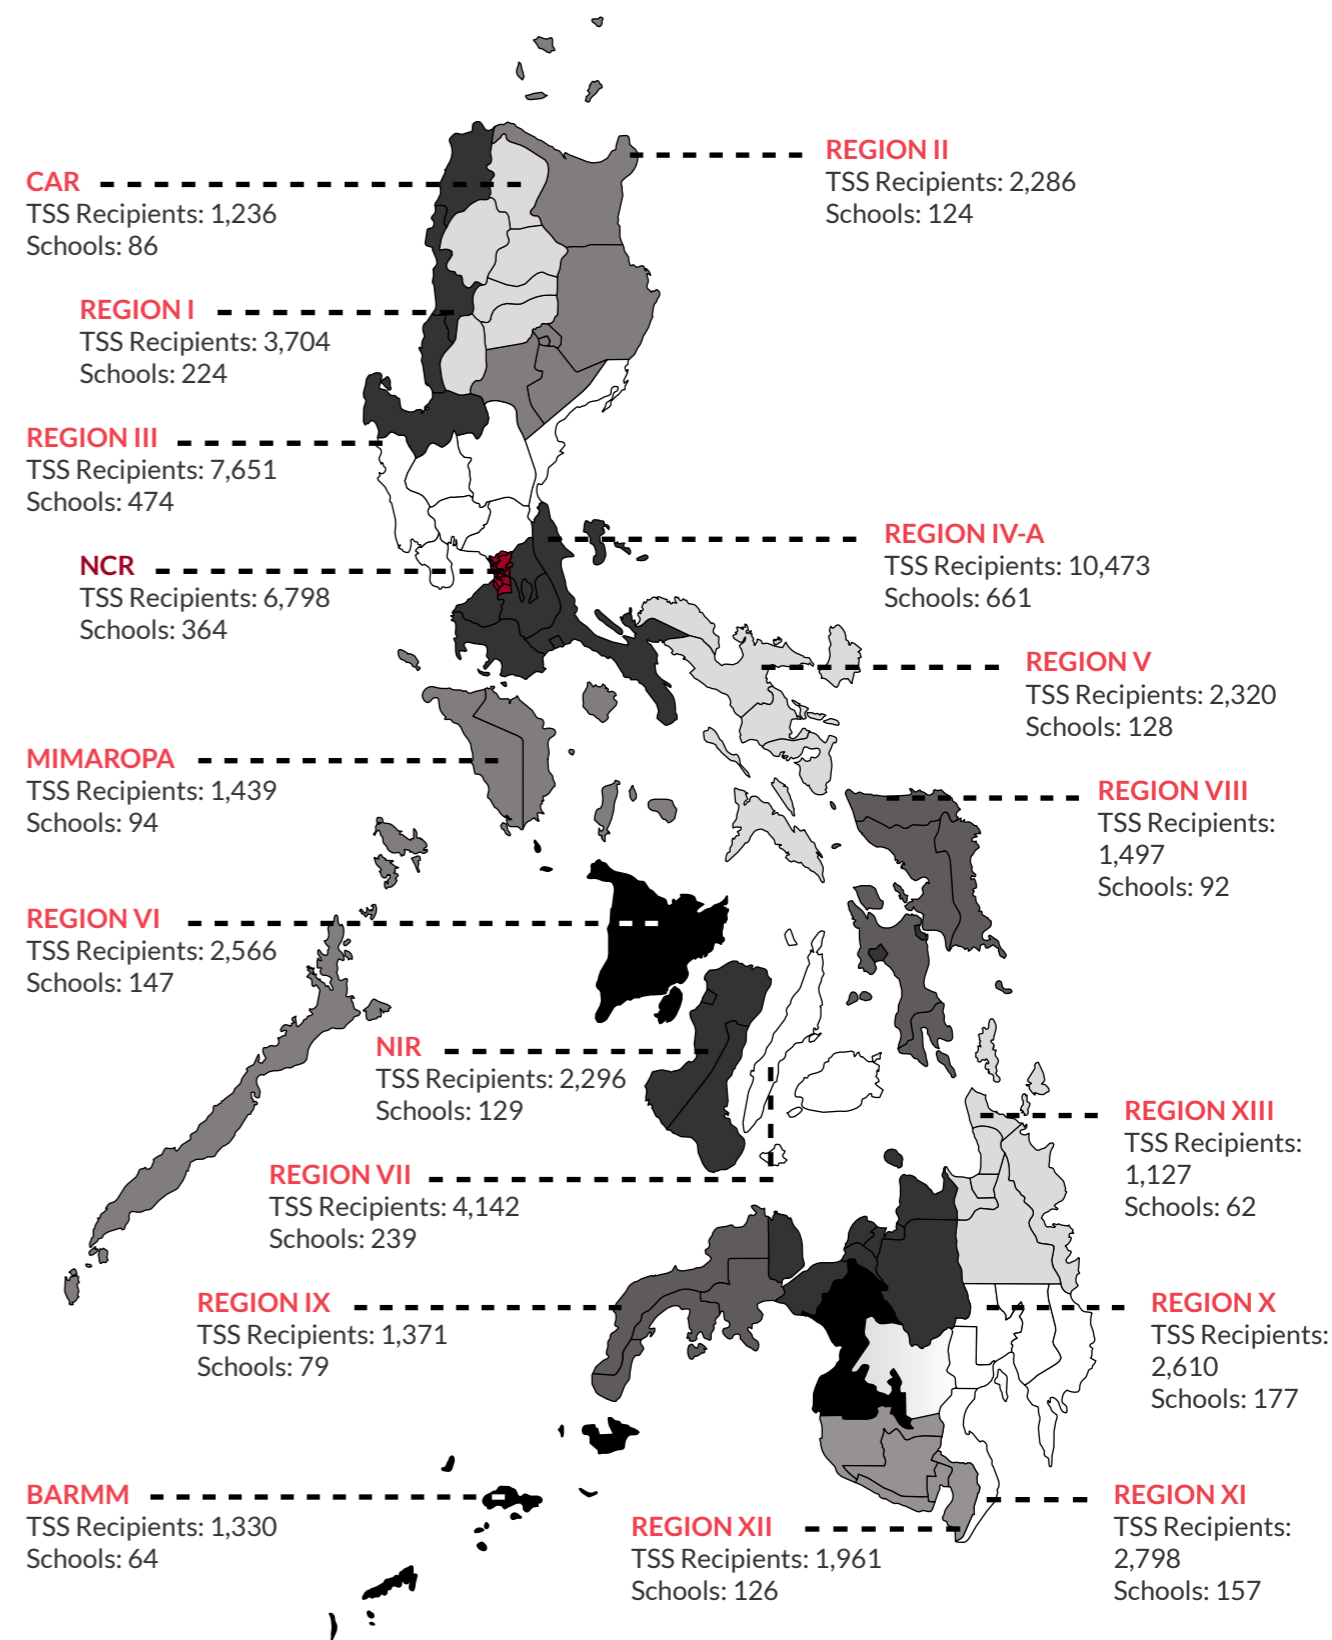 REGION II
TSS Recipients: 2,286
Schools: 124
CAR
TSS Recipients: 1,236
Schools: 86
REGION I
TSS Recipients: 3,704
Schools: 224
REGION III
TSS Recipients: 7,651
Schools: 474
REGION IV-A
TSS Recipients: 10,473
Schools: 661
NCR
TSS Recipients: 6,798
Schools: 364
REGION V
TSS Recipients: 2,320
Schools: 128
MIMAROPA
TSS Recipients: 1,439
Schools: 94
REGION VIII
TSS Recipients:
1,497
Schools: 92
REGION VI
TSS Recipients: 2,566
Schools: 147
NIR
TSS Recipients: 2,296
Schools: 129
REGION XIII
TSS Recipients:
1,127
Schools: 62
REGION VII
TSS Recipients: 4,142
Schools: 239
REGION IX
TSS Recipients: 1,371
Schools: 79
REGION X
TSS Recipients:
2,610
Schools: 177
BARMM
TSS Recipients: 1,330
Schools: 64
REGION XII
TSS Recipients: 1,961
Schools: 126
REGION XI
TSS Recipients:
2,798
Schools: 157